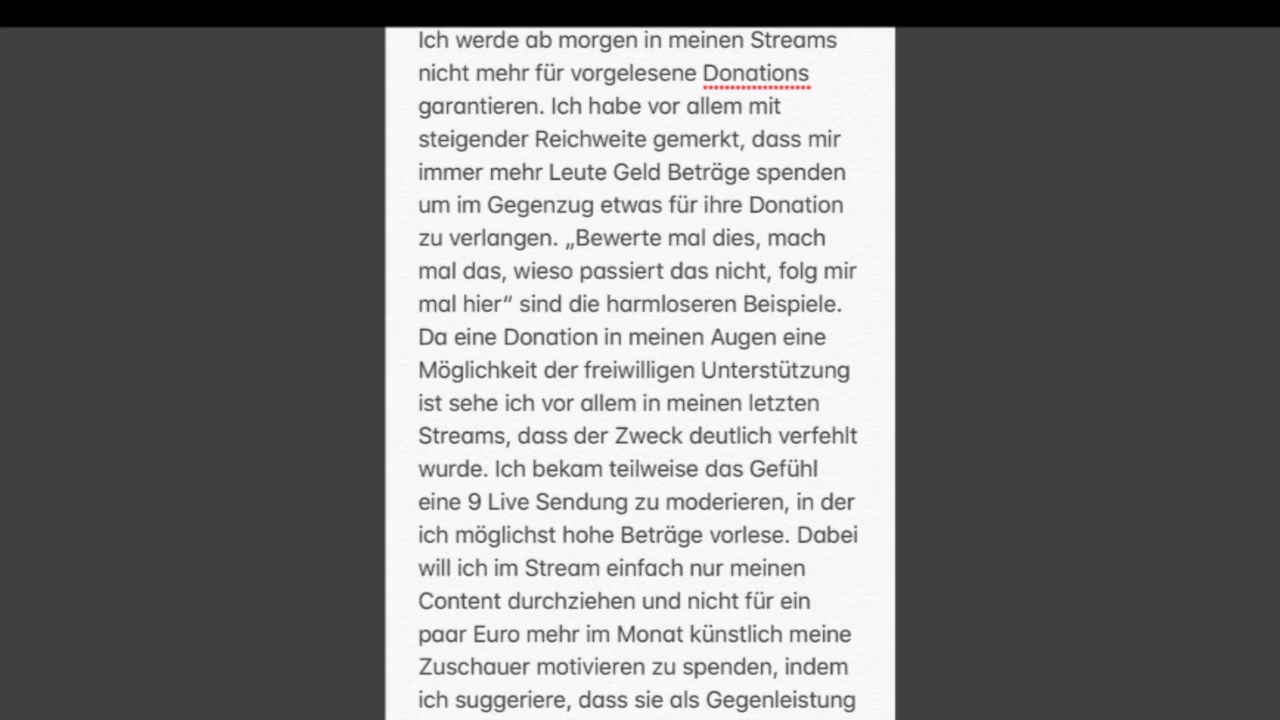 Ich werde ab morgen in meinen Streams
nicht mehr für vorgelesene Donations
garantieren. Ich habe vor allem mit
steigender Reichweite gemerkt, dass mir
immer mehr Leute Geld Beträge spenden
um im Gegenzug etwas für ihre Donation
zu verlangen. „Bewerte mal dies, mach
mal das, wieso passiert das nicht, folg mir
mal hier“ sind die harmloseren Beispiele.
Da eine Donation in meinen Augen eine
Möglichkeit der freiwilligen Unterstützung
ist sehe ich vor allem in meinen letzten
Streams, dass der Zweck deutlich verfehlt
wurde. Ich bekam teilweise das Gefühl
eine 9 Live Sendung zu moderieren, in der
ich möglichst hohe Beträge vorlese. Dabei
will ich im Stream einfach nur meinen
Content durchziehen und nicht für ein
paar Euro mehr im Monat künstlich meine
Zuschauer motivieren zu spenden, indem
ich suggeriere, dass sie als Gegenleistung